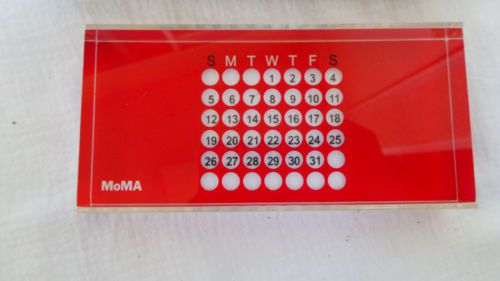 S M T W T F S
1 2 3 4
5 6 7 8 9 10 11
12 13 14 15 16 17 18
19 20 21 22 23 24 25
26 27 28 29 30 31
MoMA